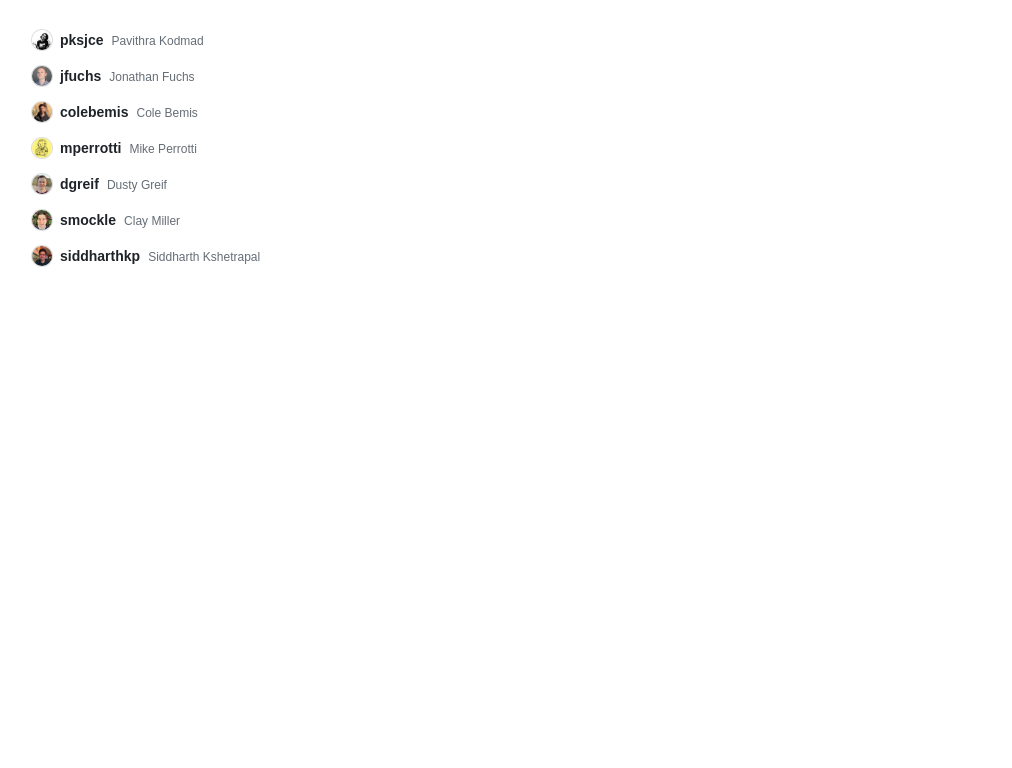 pksjce Pavithra Kodmad
jfuchs Jonathan Fuchs
colebemis Cole Bemis
mperrotti Mike Perrotti
dgreif Dusty Greif
smockle Clay Miller
siddharthkp Siddharth Kshetrapal